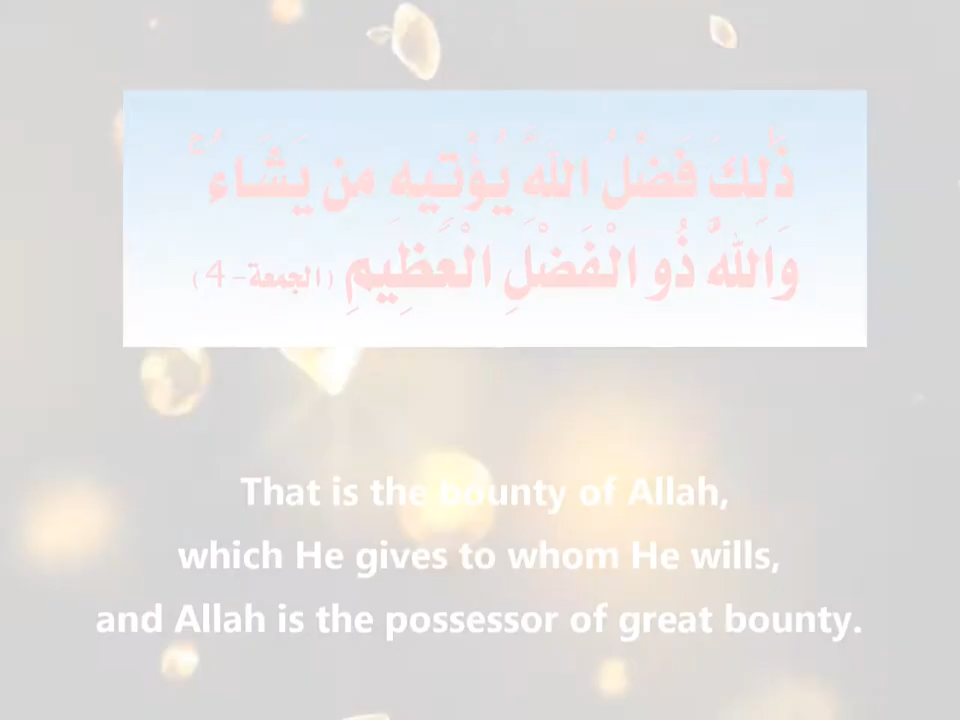 ذَٰلِكَ فَضْلُ اللَّهِ يُؤْتِيهِ مَن يَشَاءُ ۚ
وَاللَّهُ ذُو الْفَضْلِ الْعَظِيمِ (الجمعة-4)
That is the bounty of Allah,
which He gives to whom He wills,
and Allah is the possessor of great bounty.